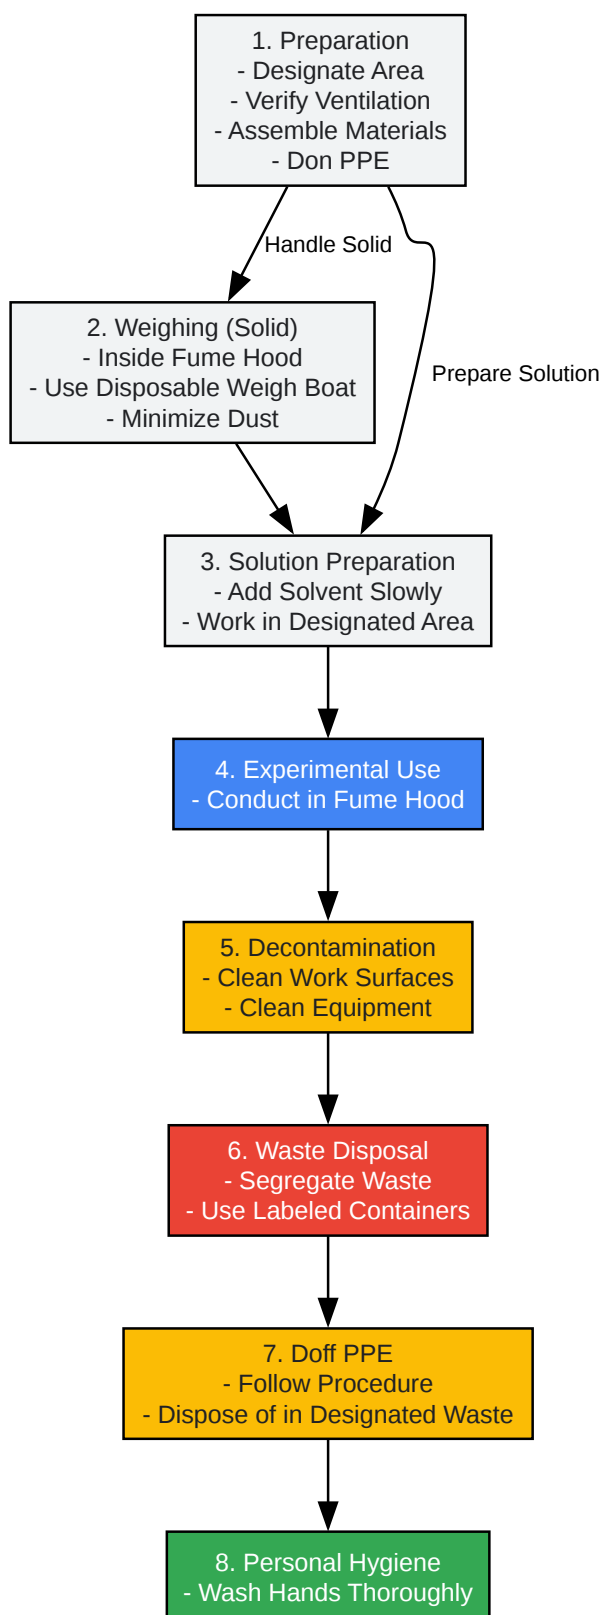 1. Preparation
- Designate Area
- Verify Ventilation
- Assemble Materials
- Don PPE
Handle Solid
2. Weighing (Solid)
- Inside Fume Hood
- Use Disposable Weigh Boat
- Minimize Dust
Prepare Solution
3. Solution Preparation
- Add Solvent Slowly
- Work in Designated Area
4. Experimental Use
- Conduct in Fume Hood
5. Decontamination
- Clean Work Surfaces
- Clean Equipment
6. Waste Disposal
- Segregate Waste
- Use Labeled Containers
7. Doff PPE
- Follow Procedure
- Dispose of in Designated Waste
8. Personal Hygiene
- Wash Hands Thoroughly